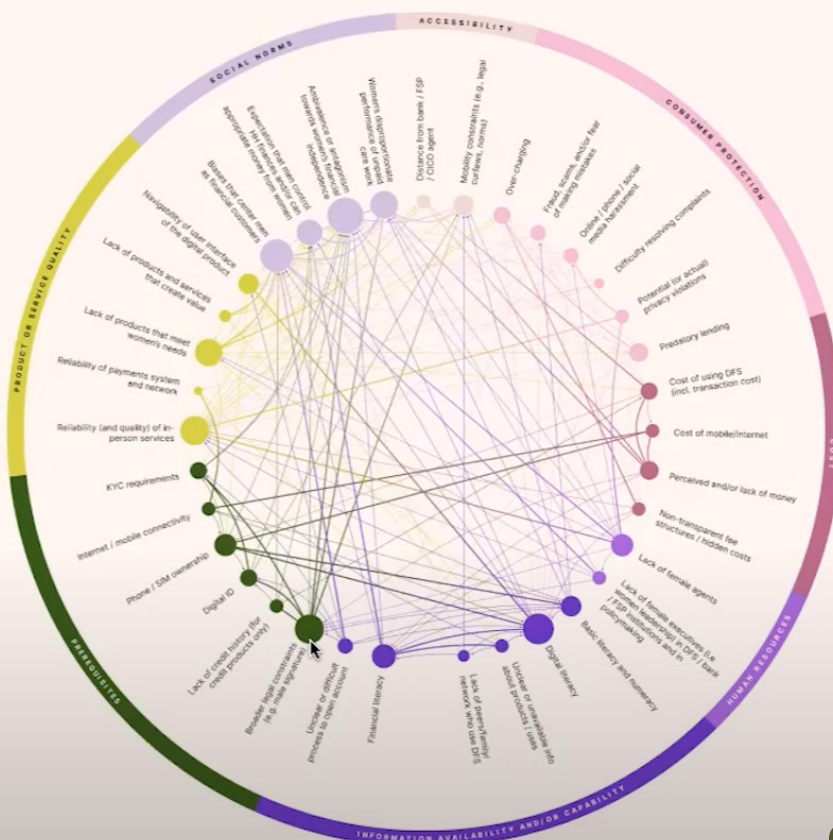 ACCESSIBILITY
SOCIAL NORMS
CONSUMER PROTECTION
PRODUCT OR SERVICE QUALITY
PREREQUISITES
HUMAN RESOURCES
INFORMATION AVAILABILITY AND/OR CAPABILITY
Distance from bank / FSP
/ CICO agent
Mobility constraints (e.g., legal
curfews, norms)
Over-charging
Fraud, scams, and/or fear
of making mistakes
Online / phone / social
media harassment
Difficulty resolving complaints
Potential (or actual)
privacy violations
Predatory lending
Cost of using DFS
(incl. transaction cost)
Cost of mobile/internet
Perceived and/or lack of money
Non-transparent fee
structures / hidden costs
Lack of female agents
Lack of female executives (i.e.
women leadership) in DFS / bank
/ FSP institutions and in
policymaking
Basic literacy and numeracy
Digital literacy
Unclear or unavailable info
about products / uses
Lack of peers/family/
network who use DFS
Financial literacy
Unclear or difficult
process to open account
Broader legal constraints
(e.g. male signature)
Lack of credit history (for
credit products only)
Digital ID
Phone / SIM ownership
Internet / mobile connectivity
KYC requirements
Reliability (and quality) of in-
person services
Reliability of payments system
and network
Lack of products that meet
women's needs
Lack of products and services
that create value
Navigability of user interface
of the digital product
Biases that center men
as financial customers
Expectation that men control
HH finances and/or can
appropriate money from women
Ambivalence or antagonism
towards women's financial
independence
Women's disproportionate
performance of unpaid
care work